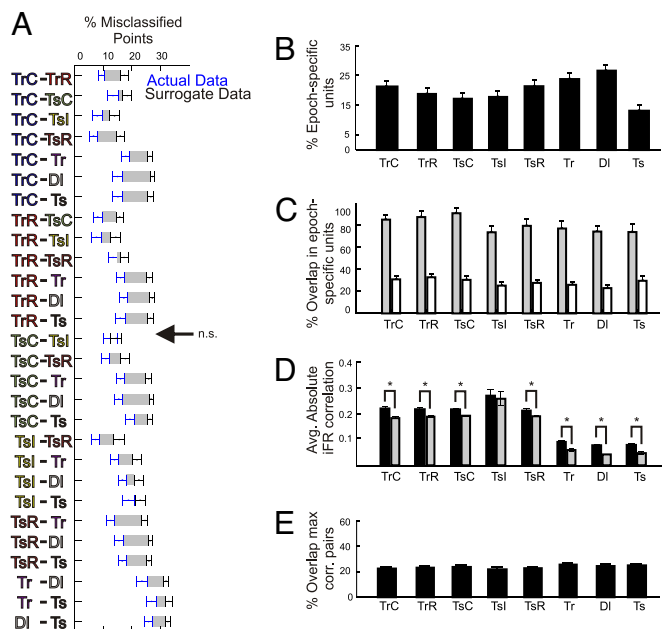 A
% Misclassified
Points
0 10 20 30
Actual Data
Surrogate Data
TrC-TrR
TrC-TsC
TrC-TsI
TrC-TsR
TrC-Tr
TrC-Dl
TrC-Ts
TrR-TsC
TrR-TsI
TrR-TsR
TrR-Tr
TrR-Dl
TrR-Ts
n.s.
TsC-TsI
TsC-TsR
TsC-Tr
TsC-Dl
TsC-Ts
TsI-TsR
TsI-Tr
TsI-Dl
TsI-Ts
TsR-Tr
TsR-Dl
TsR-Ts
Tr-Dl
Tr-Ts
Dl-Ts
B
% Epoch-specific
units
35
25
15
5
0
TrC TrR TsC TsI TsR Tr Dl Ts
C
% Overlap in epoch-
specific units
100
80
60
40
20
0
TrC TrR TsC TsI TsR Tr Dl Ts
D
Avg. Absolute
iFR correlation
0.4
0.3
0.2
0.1
* * * * * * *
TrC TrR TsC TsI TsR Tr Dl Ts
E
% Overlap max
corr. pairs
60
40
20
0
TrC TrR TsC TsI TsR Tr Dl Ts